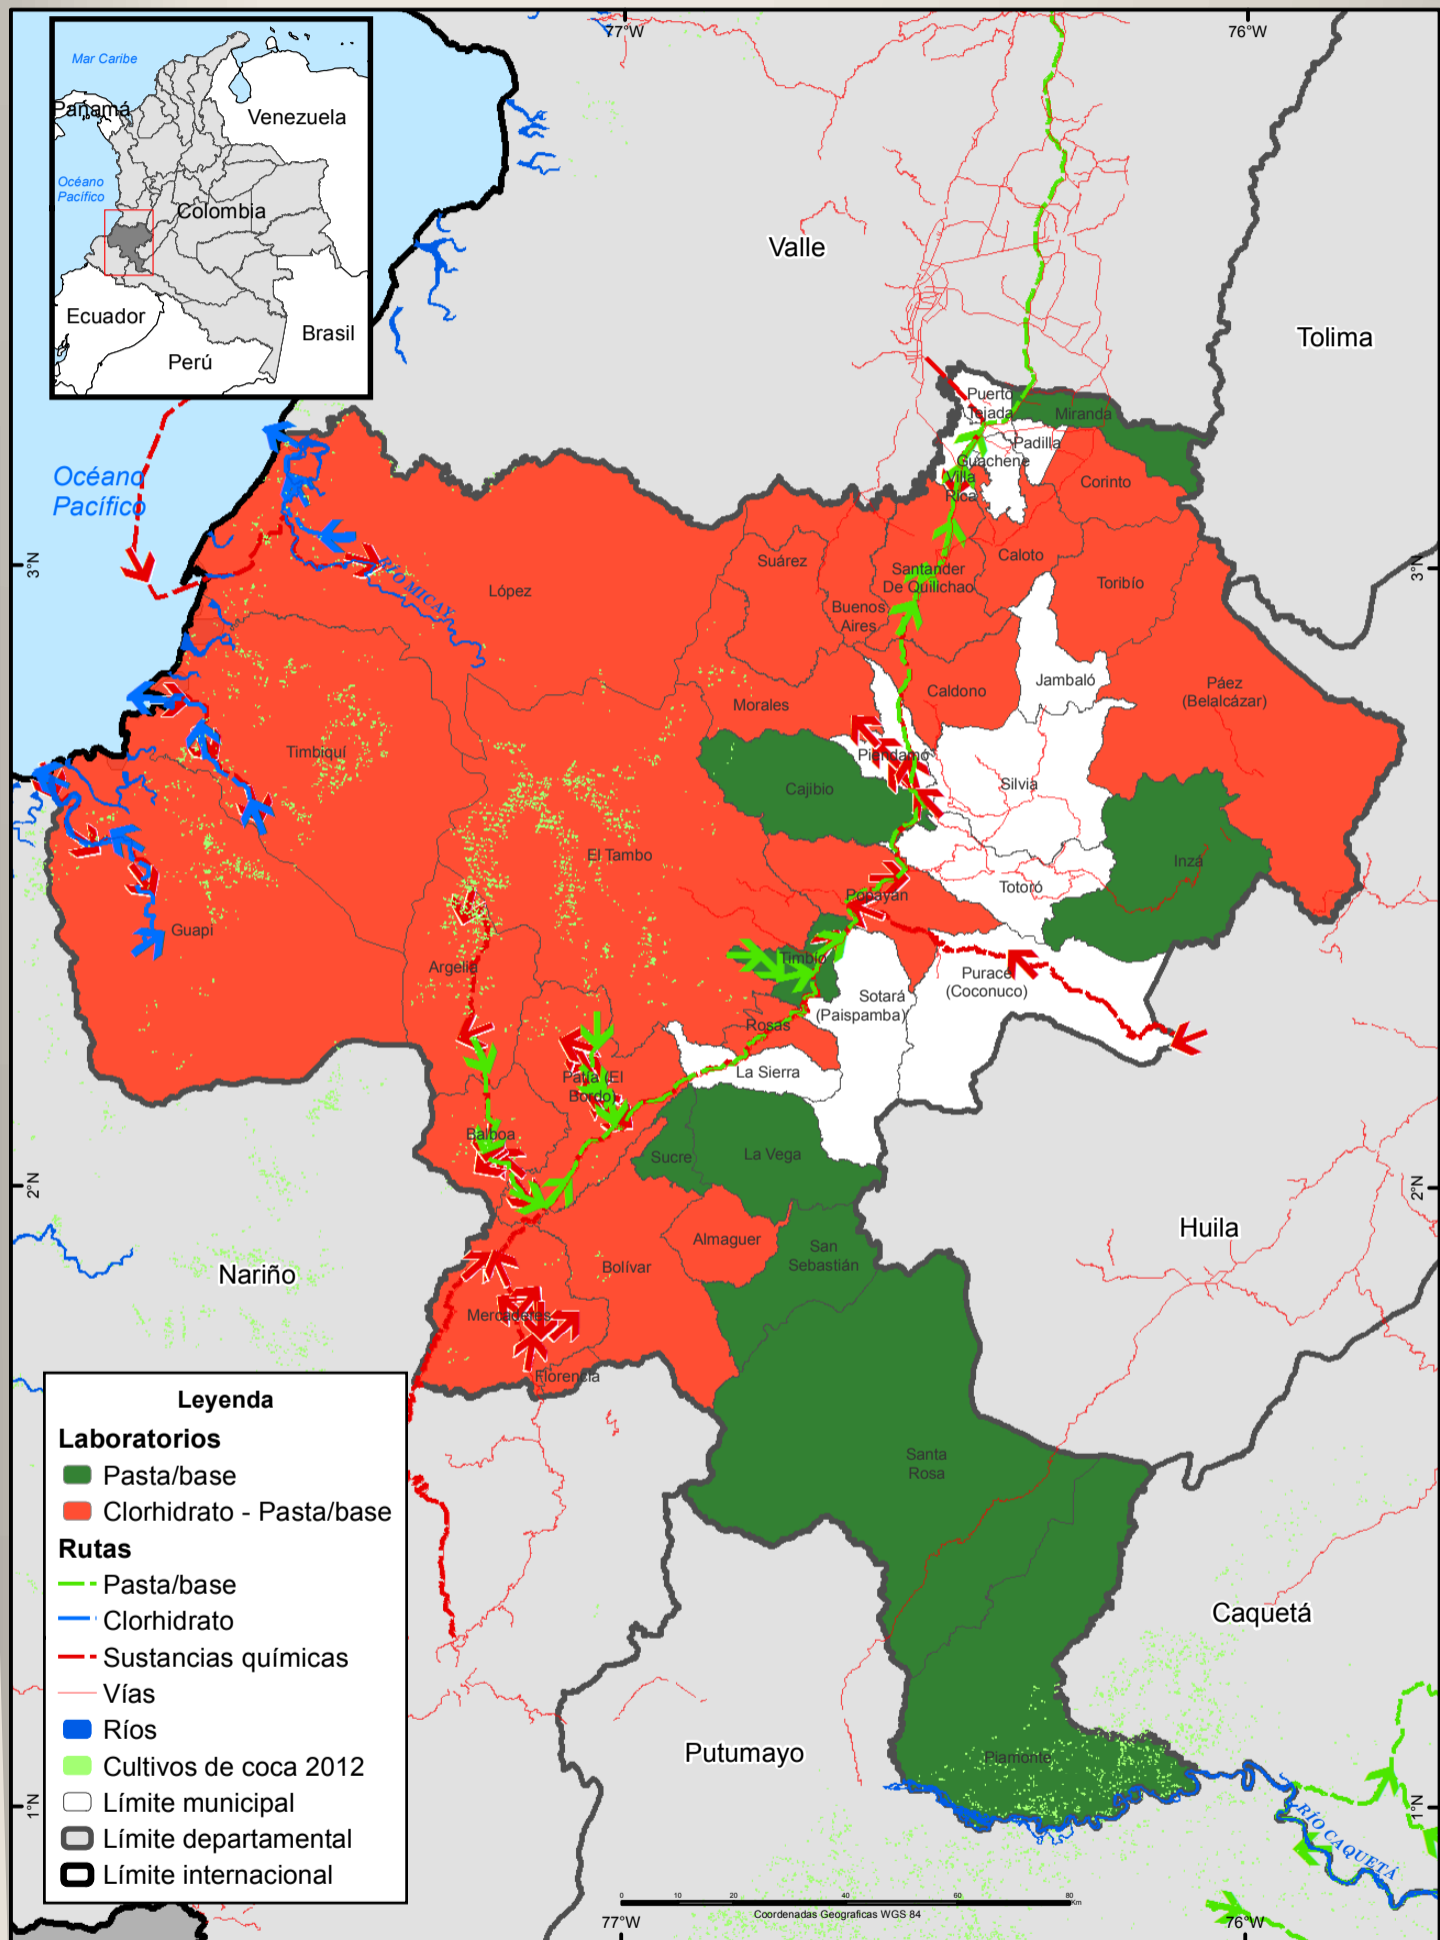 77°W
76°W
Mar Caribe
Panamá
Venezuela
Océano
Pacífico
Colombia
Ecuador
Perú
Brasil
Valle
Tolima
Océano
Pacífico
Puerto
Tejada
Miranda
Padilla
Guachene
Villa
Rica
Corinto
3°N
3°N
RÍO MICAY
López
Suárez
Santander
De Quilichao
Caloto
Toribío
Buenos
Aires
Jambaló
Páez
(Belalcázar)
Caldono
Morales
Timbiquí
Piendamó
Cajibio
Silvia
El Tambo
Inzá
Totoró
Popayán
Guapi
Argelia
Timbío
Purace
(Coconuco)
Sotará
(Paispamba)
Rosas
La Sierra
Patía (El
Bordo)
Balboa
Sucre
La Vega
2°N
2°N
Almaguer
San
Sebastián
Bolívar
Huila
Nariño
Mercaderes
Florencia
Santa
Rosa
Caquetá
Putumayo
Piamonte
1°N
1°N
RÍO CAQUETÁ
Leyenda
Laboratorios
Pasta/base
Clorhidrato - Pasta/base
Rutas
Pasta/base
Clorhidrato
Sustancias químicas
Vías
Ríos
Cultivos de coca 2012
Límite municipal
Límite departamental
Límite internacional
0 10 20 40 60 80
Km
Coordenadas Geograficas WGS 84
77°W
76°W